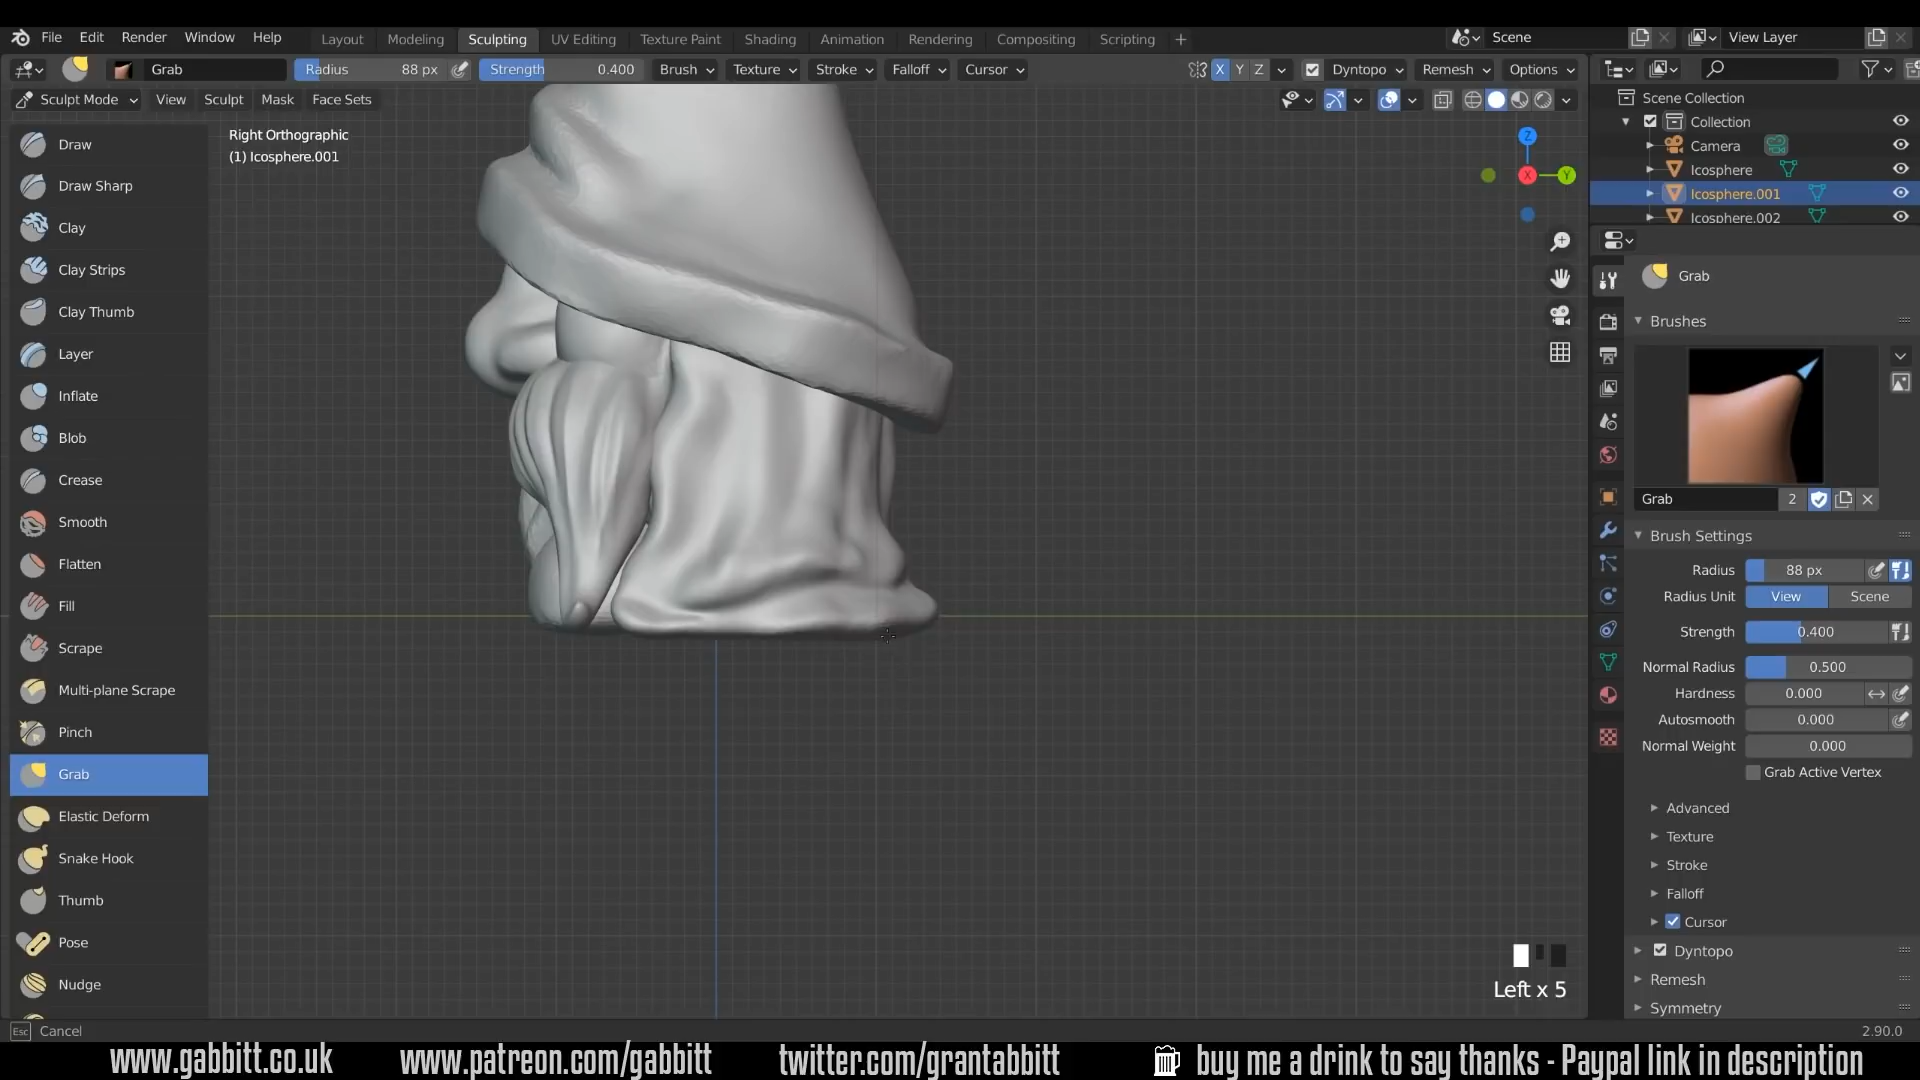 File Edit Render Window Help Layout Modeling Sculpting UV Editing Texture Paint Shading Animation Rendering Compositing Scripting + Scene View Layer
Grab Radius 88 px Strength 0.400 Brush Texture Stroke Falloff Cursor X Y Z Dyntopo Remesh Options
Sculpt Mode View Sculpt Mask Face Sets
Right Orthographic
(1) Icosphere.001
Draw
Draw Sharp
Clay
Clay Strips
Clay Thumb
Layer
Inflate
Blob
Crease
Smooth
Flatten
Fill
Scrape
Multi-plane Scrape
Pinch
Grab
Elastic Deform
Snake Hook
Thumb
Pose
Nudge
Z
X Y
Left x 5
Scene Collection
Collection
Camera
Icosphere
Icosphere.001
Icosphere.002
Grab
Brushes
Grab 2
Brush Settings
Radius 88 px
Radius Unit View Scene
Strength 0.400
Normal Radius 0.500
Hardness 0.000
Autosmooth 0.000
Normal Weight 0.000
Grab Active Vertex
Advanced
Texture
Stroke
Falloff
Cursor
Dyntopo
Remesh
Symmetry
Esc Cancel 2.90.0
www.gabbitt.co.uk www.patreon.com/gabbitt twitter.com/grantabbitt buy me a drink to say thanks - Paypal link in description